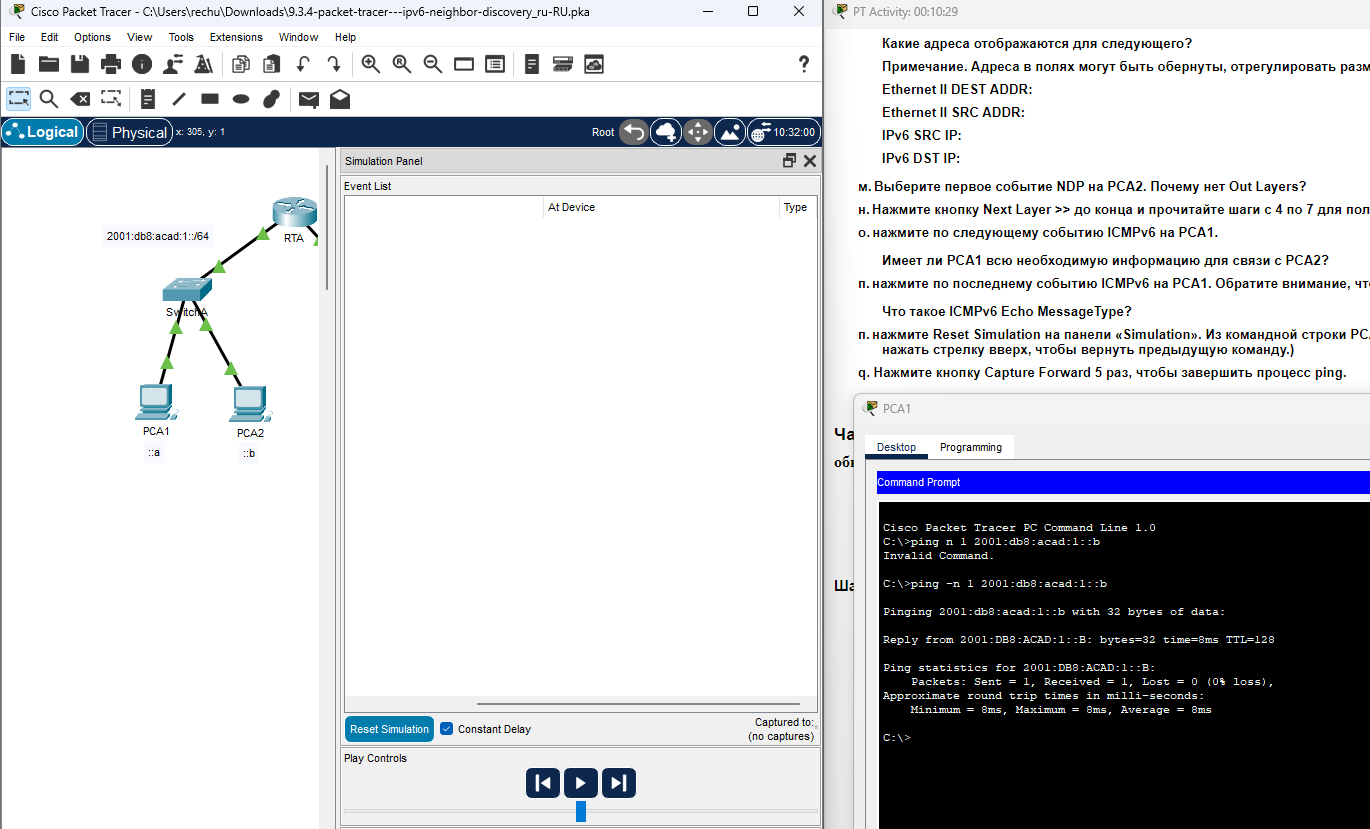 Cisco Packet Tracer - C:\Users\rechu\Downloads\9.3.4-packet-tracer---ipv6-neighbor-discovery_ru-RU.pka
File Edit Options View Tools Extensions Window Help
Logical Physical x: 305, y: 1 Root 10:32:00
RTA
2001:db8:acad:1::/64
SwitchA
PCA1
PCA2
::a
::b
Simulation Panel
Event List
At Device Type
Reset Simulation Constant Delay Captured to:
(no captures)
Play Controls
PT Activity: 00:10:29
Какие адреса отображаются для следующего?
Примечание. Адреса в полях могут быть обернуты, отрегулировать разм
Ethernet II DEST ADDR:
Ethernet II SRC ADDR:
IPv6 SRC IP:
IPv6 DST IP:
м. Выберите первое событие NDP на PCA2. Почему нет Out Layers?
н. Нажмите кнопку Next Layer >> до конца и прочитайте шаги с 4 по 7 для пол
о. нажмите по следующему событию ICMPv6 на PCA1.
Имеет ли PCA1 всю необходимую информацию для связи с PCA2?
п. нажмите по последнему событию ICMPv6 на PCA1. Обратите внимание, чт
Что такое ICMPv6 Echo MessageType?
п. нажмите Reset Simulation на панели «Simulation». Из командной строки PC
нажать стрелку вверх, чтобы вернуть предыдущую команду.)
q. Нажмите кнопку Capture Forward 5 раз, чтобы завершить процесс ping.
Ча
обн
Ша
PCA1
Desktop Programming
Command Prompt
Cisco Packet Tracer PC Command Line 1.0
C:\>ping n 1 2001:db8:acad:1::b
Invalid Command.
C:\>ping -n 1 2001:db8:acad:1::b
Pinging 2001:db8:acad:1::b with 32 bytes of data:
Reply from 2001:DB8:ACAD:1::B: bytes=32 time=8ms TTL=128
Ping statistics for 2001:DB8:ACAD:1::B:
Packets: Sent = 1, Received = 1, Lost = 0 (0% loss),
Approximate round trip times in milli-seconds:
Minimum = 8ms, Maximum = 8ms, Average = 8ms
C:\>